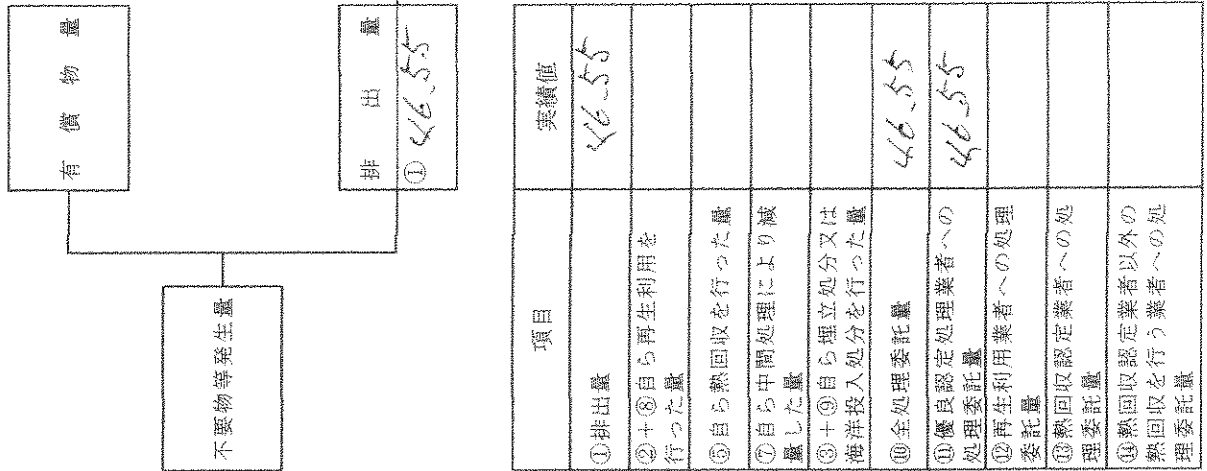 有償物量
不要物等発生量
排出量
① 46.55
項目 実績値
①排出量 46.55
②+⑧自ら再生利用を
行った量
⑤自ら熱回収を行った量
⑦自ら中間処理により減
量した量
③+⑨自ら埋立処分又は
海洋投入処分を行った量
⑩全処理委託量 46.55
⑪優良認定処理業者への
処理委託量 46.55
⑫再生利用業者への処理
委託量
⑬熱回収認定業者への処
理委託量
⑭熱回収認定業者以外の
熱回収を行う業者への処
理委託量